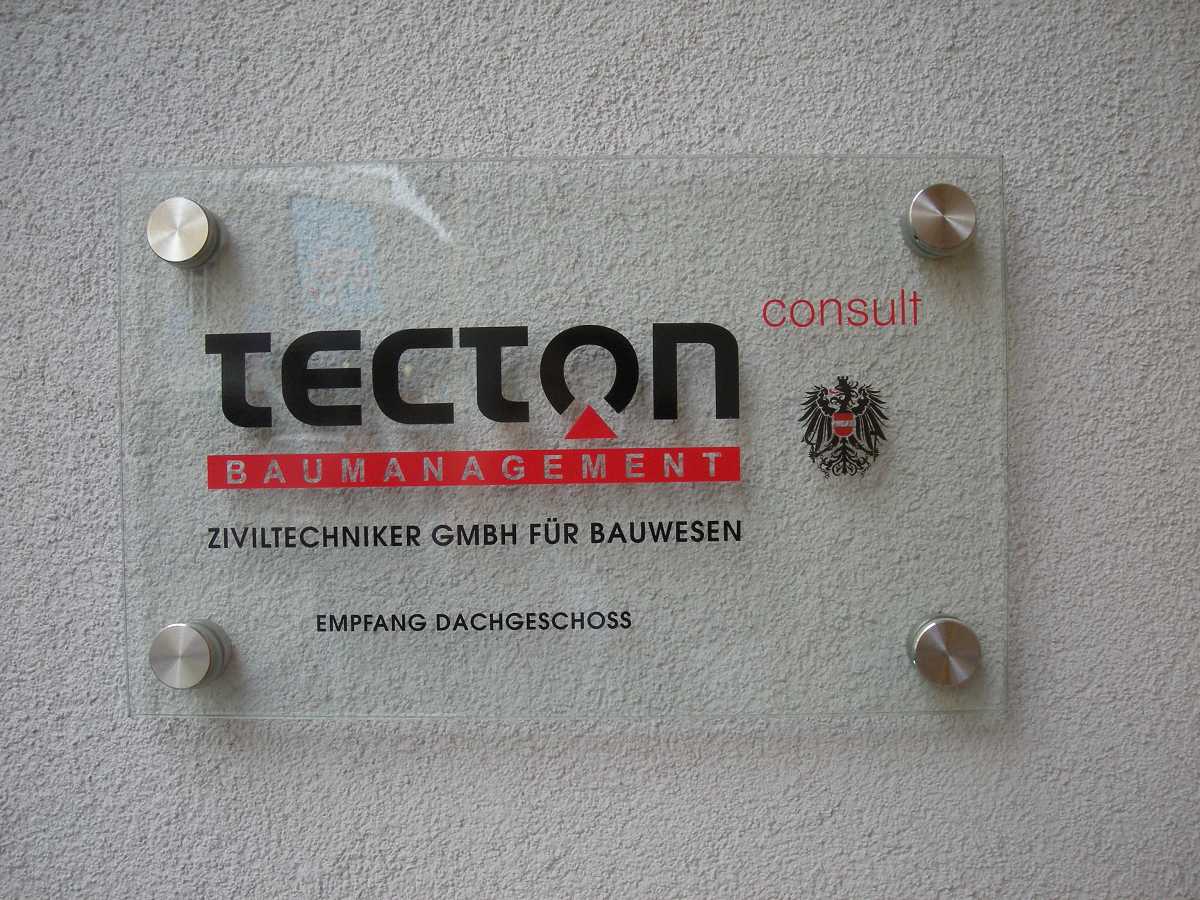 TECTON
consult
BAUMANAGEMENT
ZIVILTECHNIKER GMBH FÜR BAUWESEN
EMPFANG DACHGESCHOSS